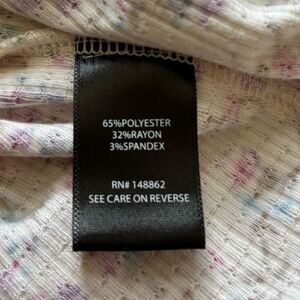 65%POLYESTER
32%RAYON
3%SPANDEX
RN# 148862
SEE CARE ON REVERSE